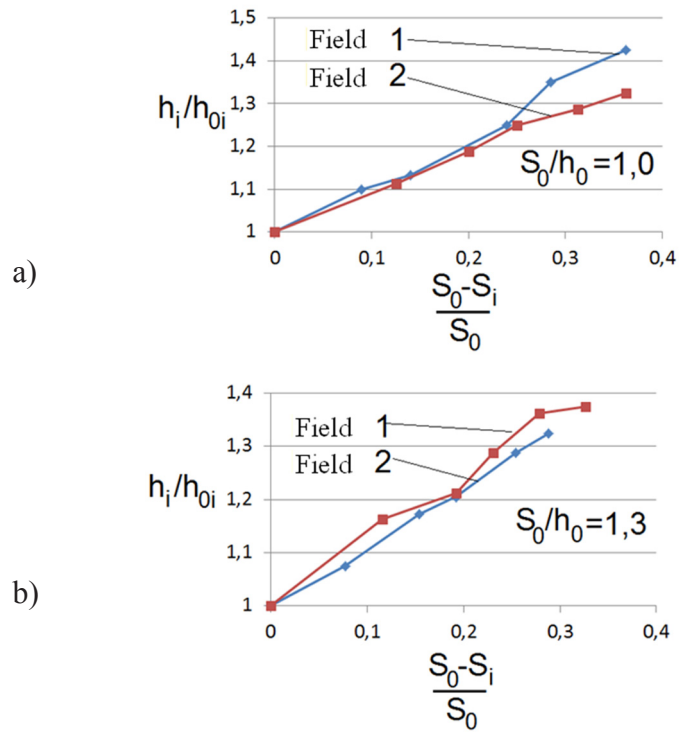 1,5
Field 1
1,4
Field 2
hᵢ/h₀ᵢ
1,3
1,2
S₀/h₀=1,0
1,1
1
0 0,1 0,2 0,3 0,4
a)
S₀-Sᵢ
S₀
1,4
Field 1
1,3
Field 2
hᵢ/h₀ᵢ
1,2
S₀/h₀=1,3
1,1
b)
1
0 0,1 0,2 0,3 0,4
S₀-Sᵢ
S₀